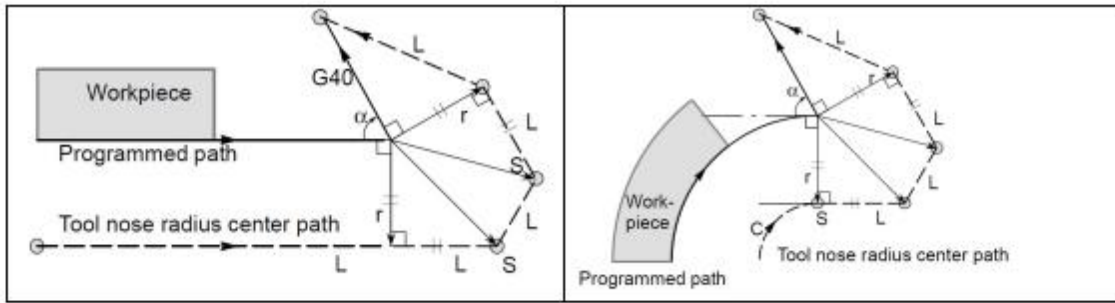 L
G40
Workpiece
α
r
L
Programmed path
S
r
L
Tool nose radius center path
L
L
S
L
α
r
L
r
L
Work-
piece
S
L
C
Tool nose radius center path
Programmed path